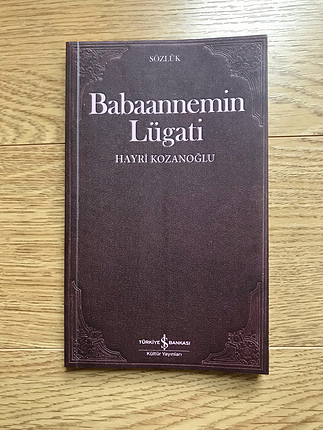 SÖZLÜK
Babaannemin
Lügati
HAYRİ KOZANOĞLU
TÜRKİYE İŞ BANKASI
Kültür Yayınları